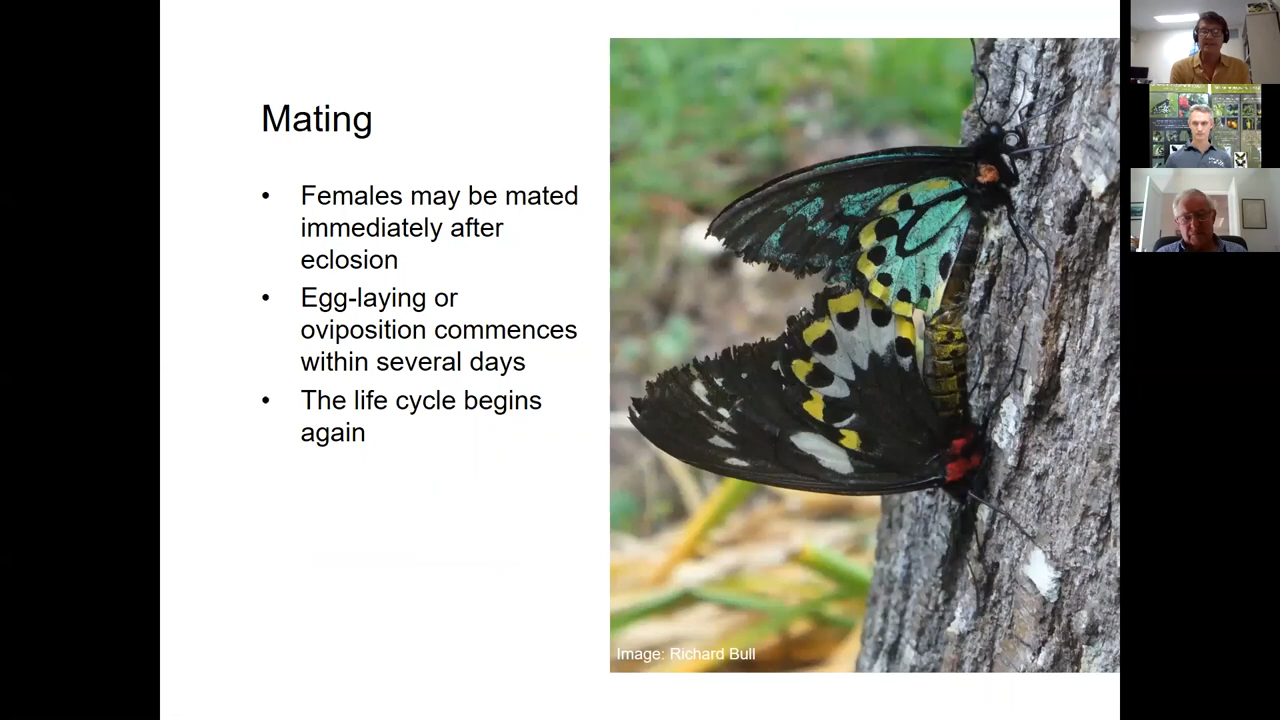 Mating
• Females may be mated
immediately after
eclosion
• Egg-laying or
oviposition commences
within several days
• The life cycle begins
again
Image: Richard Bull